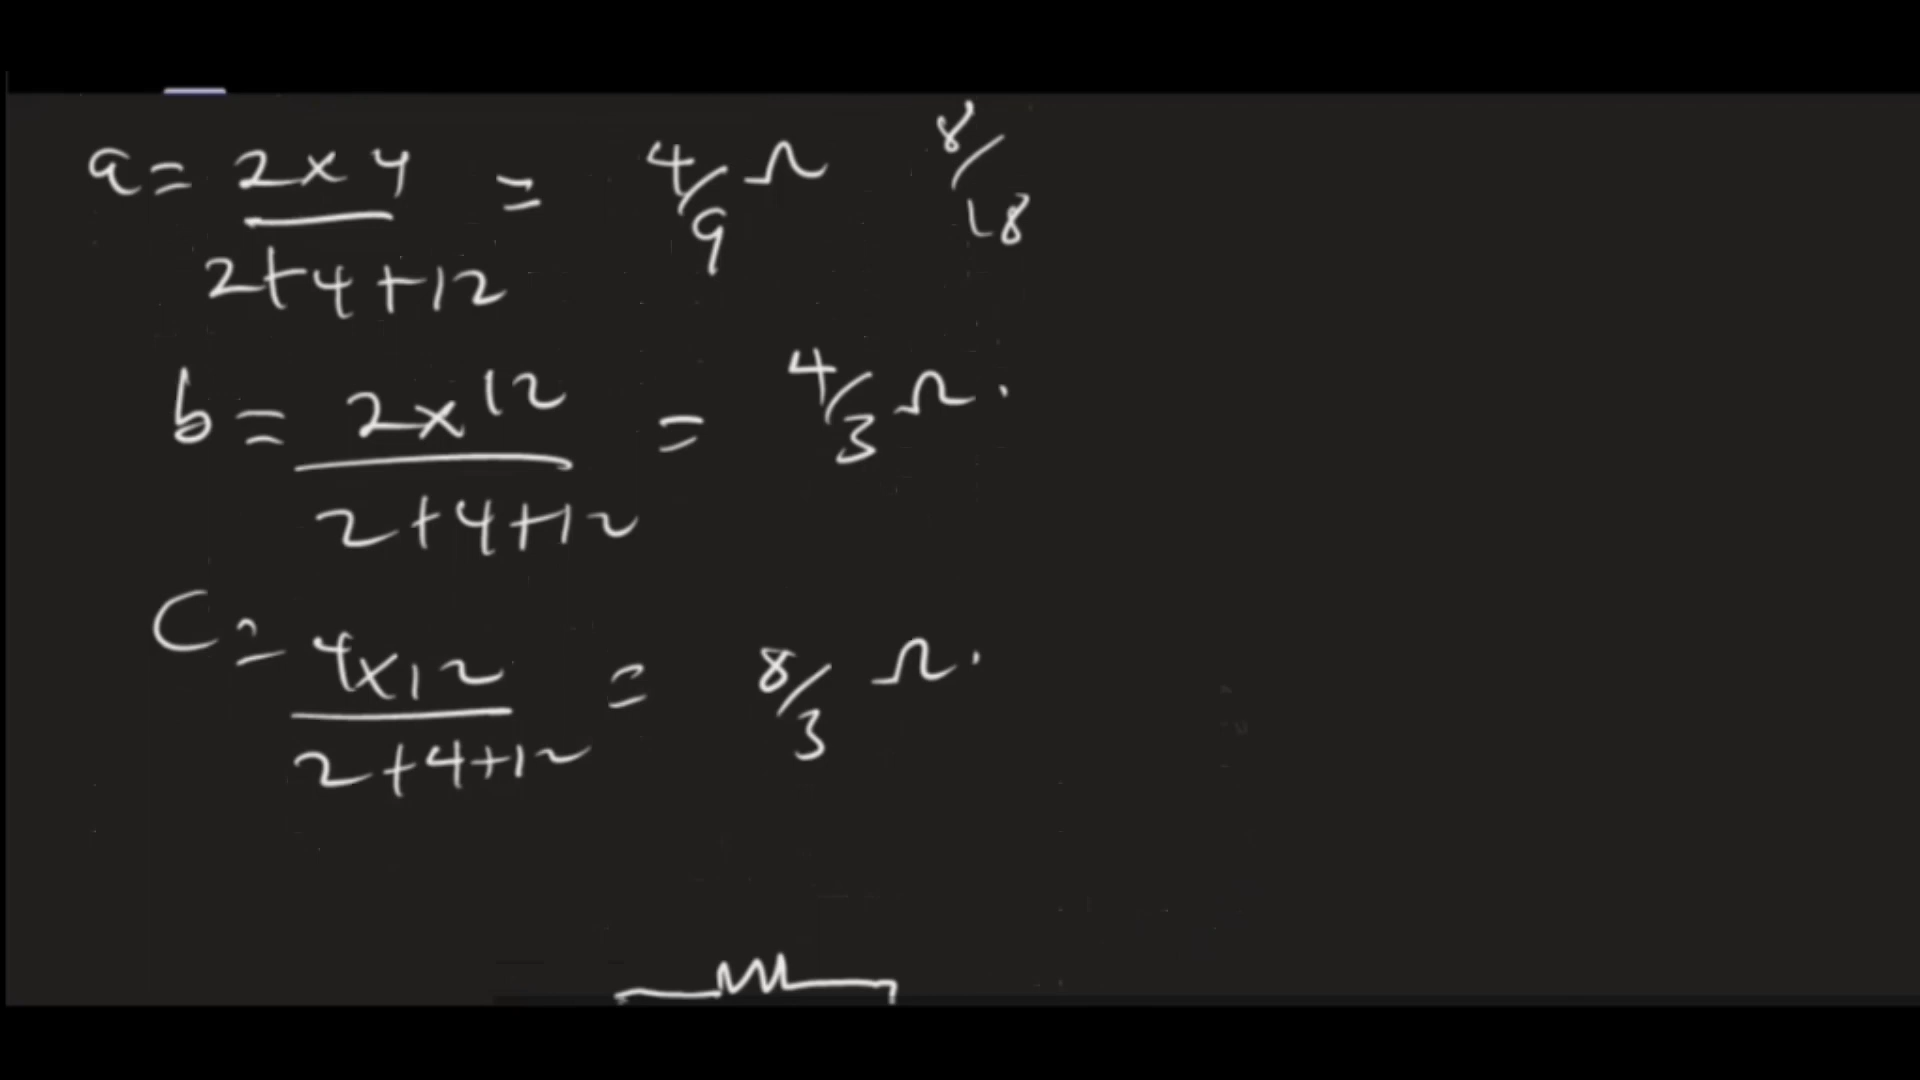 a = 2 × 4 / 2 + 4 + 12 = 4/9 Ω 8/18
b = 2 × 12 / 2 + 4 + 12 = 4/3 Ω.
C = 4 × 12 / 2 + 4 + 12 = 8/3 Ω.